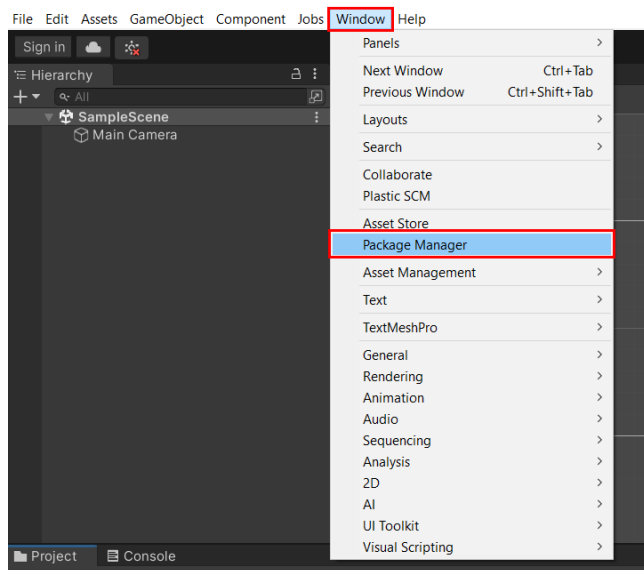 File Edit Assets GameObject Component Jobs Window Help
Sign in
Hierarchy
All
SampleScene
Main Camera
Panels
Next Window Ctrl+Tab
Previous Window Ctrl+Shift+Tab
Layouts
Search
Collaborate
Plastic SCM
Asset Store
Package Manager
Asset Management
Text
TextMeshPro
General
Rendering
Animation
Audio
Sequencing
Analysis
2D
AI
UI Toolkit
Visual Scripting
Project Console